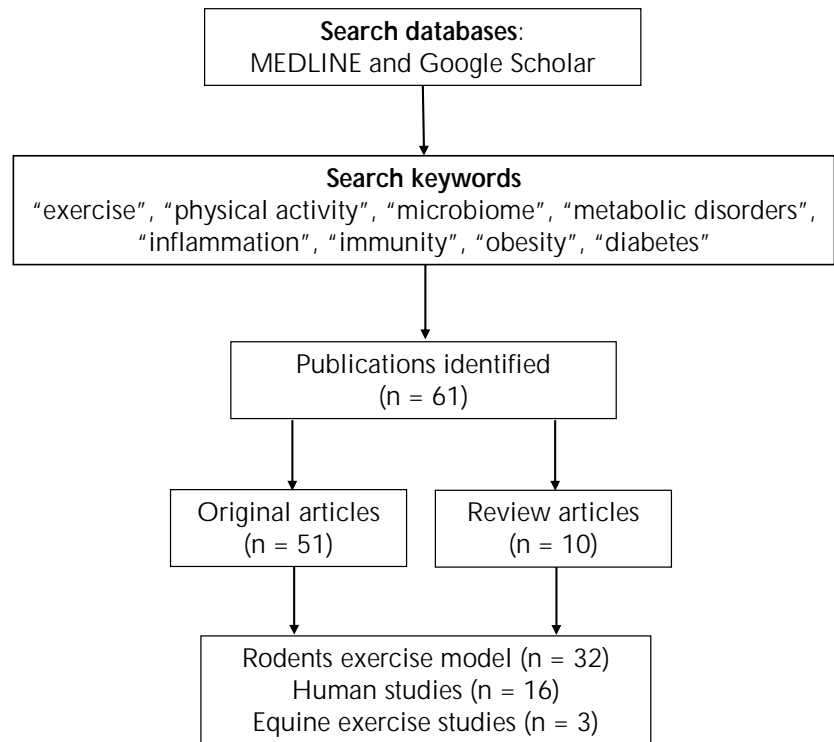 Search databases:
MEDLINE and Google Scholar
Search keywords
“exercise”, “physical activity”, “microbiome”, “metabolic disorders”,
“inflammation”, “immunity”, “obesity”, “diabetes”
Publications identified
(n = 61)
Original articles
(n = 51)
Review articles
(n = 10)
Rodents exercise model (n = 32)
Human studies (n = 16)
Equine exercise studies (n = 3)